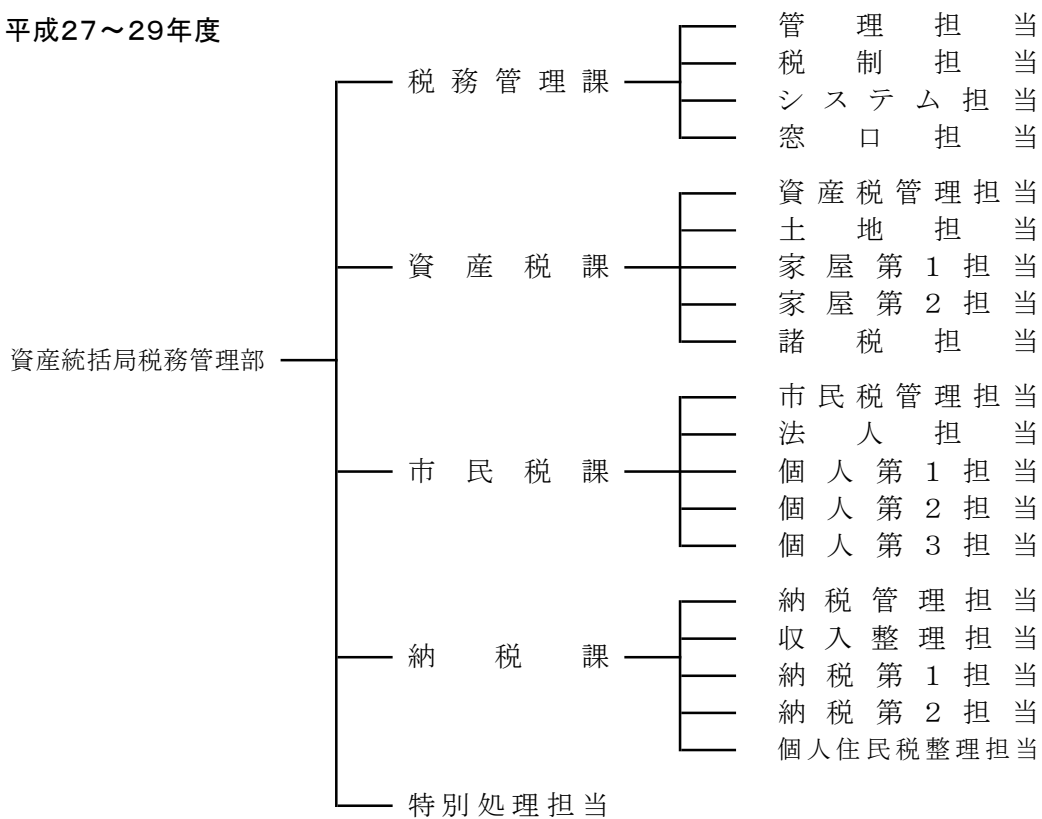 平成27～29年度
資産統括局税務管理部
税務管理課
管理担当
税制担当
システム担当
窓口担当
資産税課
資産税管理担当
土地担当
家屋第1担当
家屋第2担当
諸税担当
市民税課
市民税管理担当
法人担当
個人第1担当
個人第2担当
個人第3担当
納税課
納税管理担当
収入整理担当
納税第1担当
納税第2担当
個人住民税整理担当
特別処理担当